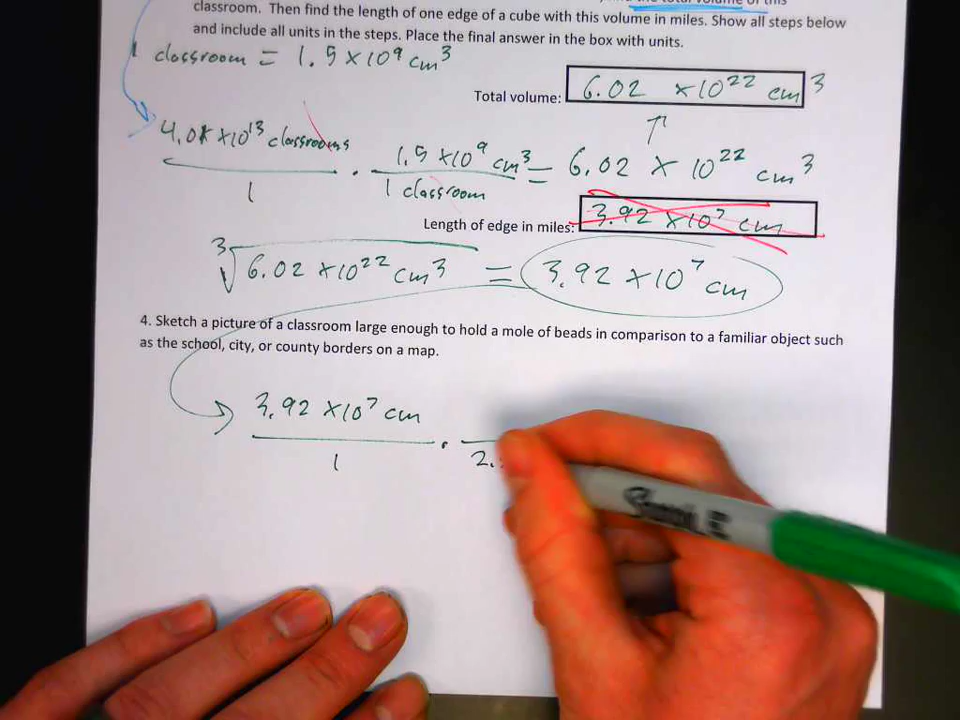 classroom. Then find the length of one edge of a cube with this volume in miles. Show all steps below
and include all units in the steps. Place the final answer in the box with units.
1 classroom = 1.5 × 10⁹ cm³
Total volume: 6.02 × 10²² cm³
4.01 × 10¹³ classrooms / 1 · 1.5 × 10⁹ cm³ / 1 classroom = 6.02 × 10²² cm³
Length of edge in miles: 3.92 × 10⁷ cm
³√6.02 × 10²² cm³ = 3.92 × 10⁷ cm
4. Sketch a picture of a classroom large enough to hold a mole of beads in comparison to a familiar object such
as the school, city, or county borders on a map.
3.92 × 10⁷ cm / 1 · / 2.